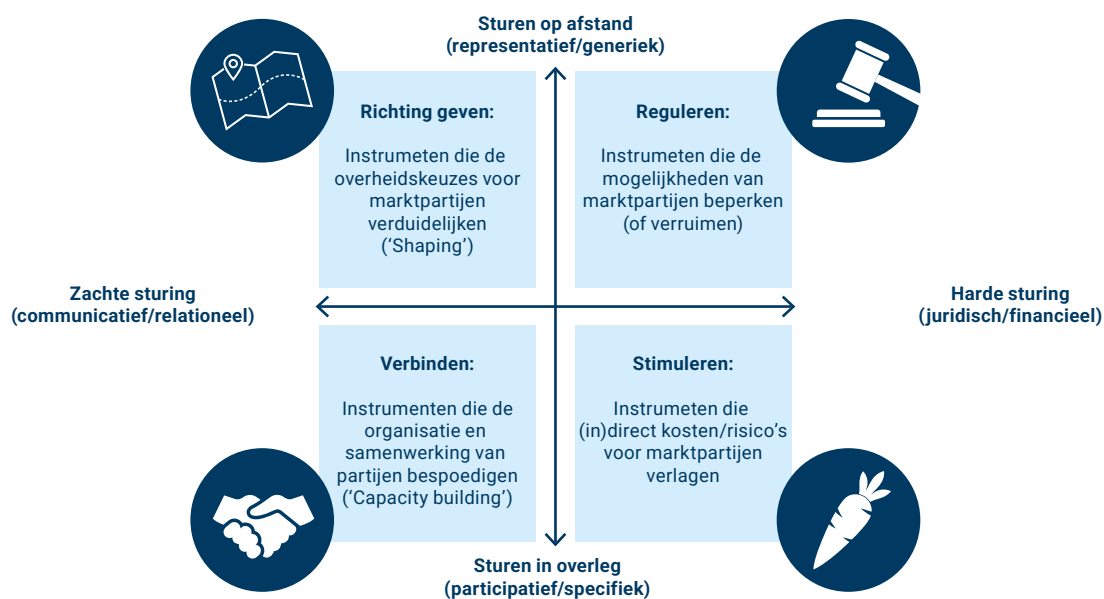 Sturen op afstand
(representatief/generiek)
Richting geven:
Instrumeten die de
overheidskeuzes voor
marktpartijen
verduidelijken
(‘Shaping’)
Reguleren:
Instrumeten die de
mogelijkheden van
marktpartijen beperken
(of verruimen)
Zachte sturing
(communicatief/relationeel)
Harde sturing
(juridisch/financieel)
Verbinden:
Instrumenten die de
organisatie en
samenwerking van
partijen bespoedigen
(‘Capacity building’)
Stimuleren:
Instrumeten die
(in)direct kosten/risico’s
voor marktpartijen
verlagen
Sturen in overleg
(participatief/specifiek)